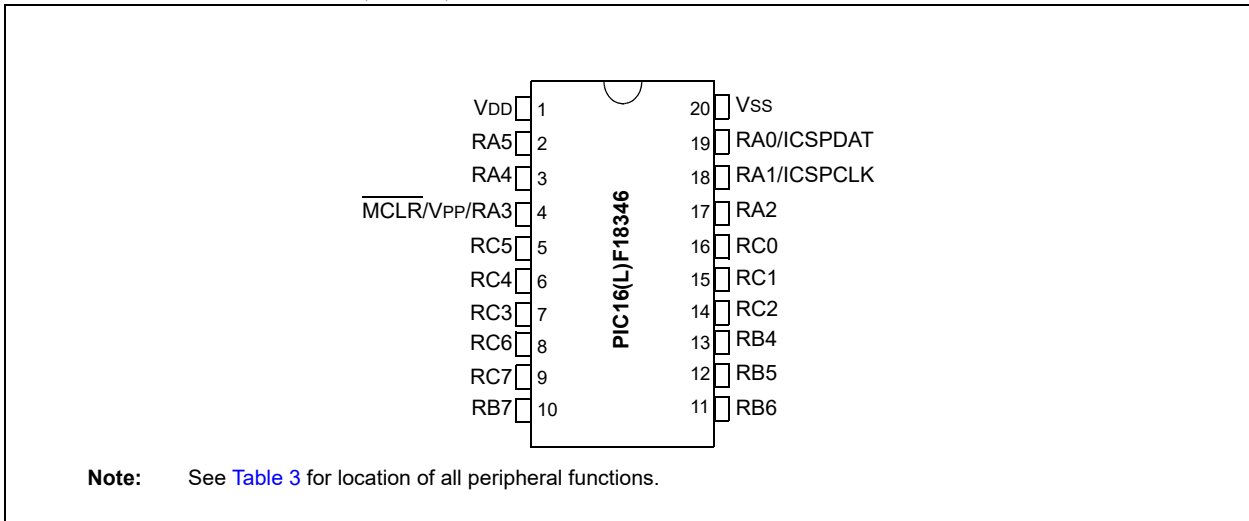 VDD 1 20 VSS
RA5 2 19 RA0/ICSPDAT
RA4 3 18 RA1/ICSPCLK
MCLR/VPP/RA3 4 17 RA2
RC5 5 16 RC0
RC4 6 15 RC1
RC3 7 14 RC2
RC6 8 13 RB4
RC7 9 12 RB5
RB7 10 11 RB6
PIC16(L)F18346
Note: See Table 3 for location of all peripheral functions.